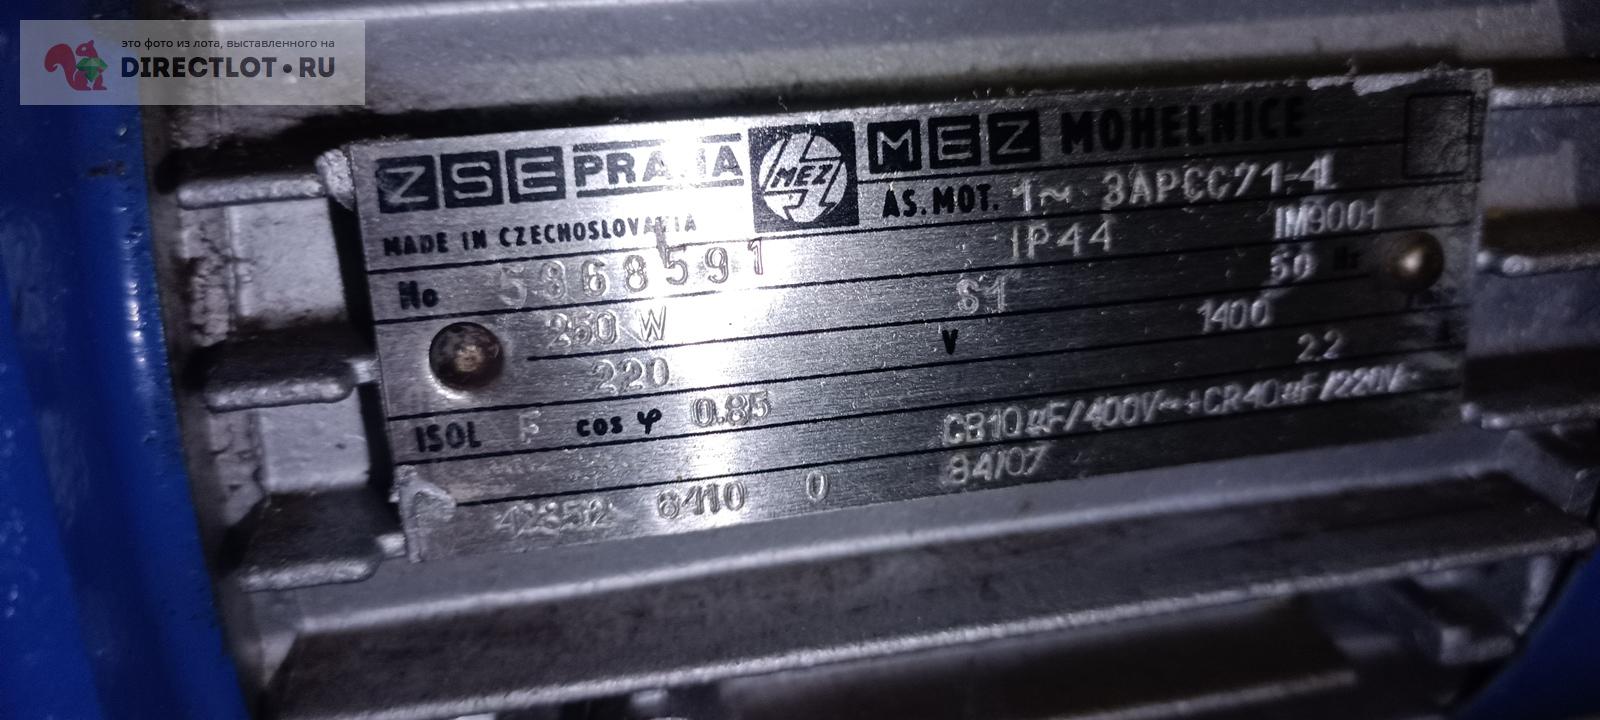 это фото из лота, выставленного на
DIRECTLOT.RU
ZSE PRAHA MEZ MEZ MOHELNICE
MADE IN CZECHOSLOVAKIA AS. MOT. 1~ 3APCC71-4L
No 5868591 IP44 IM9001
250 W S1 50 Hz
220 V 1400
ISOL F cos φ 0.85 2.2
CB10µF/400V~+CR40µF/220V~
42352 6410 0 84/07